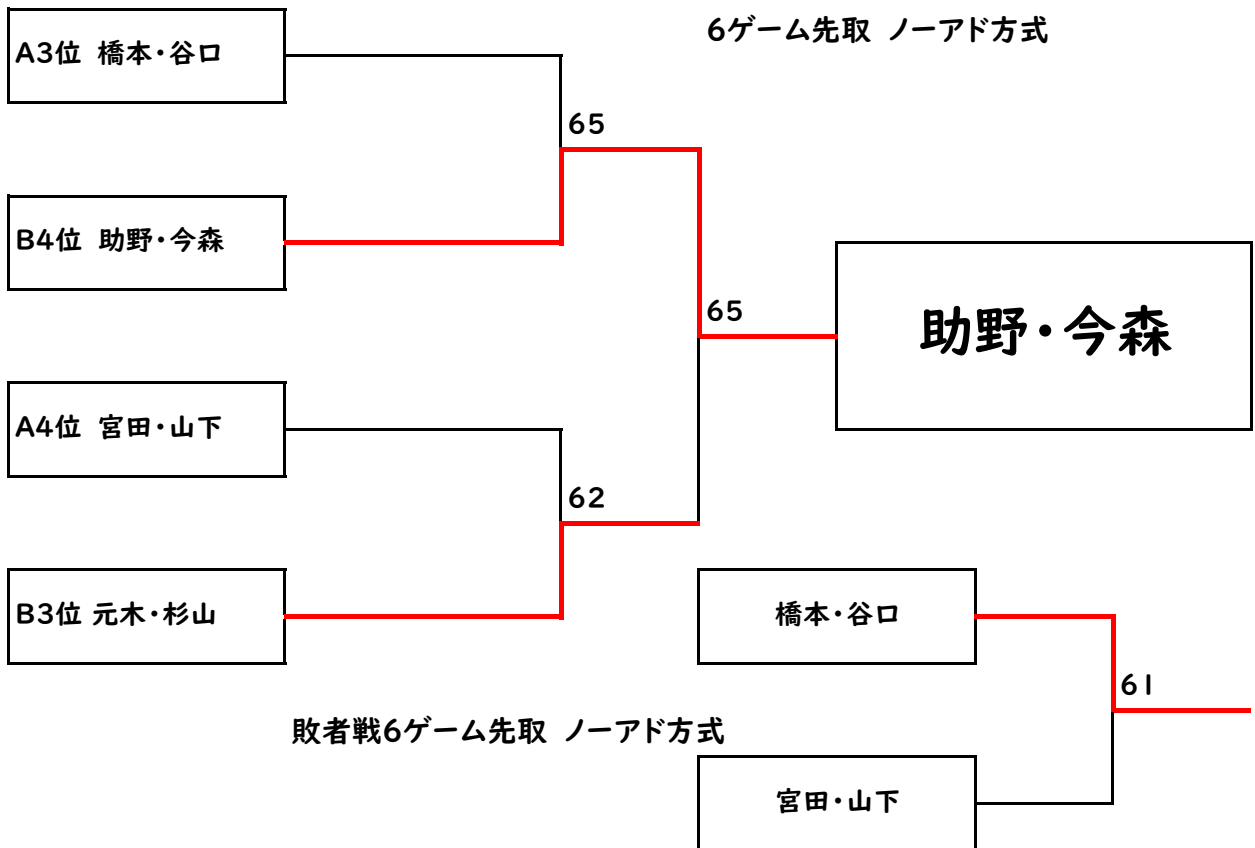 6ゲーム先取 ノーアド方式
A3位 橋本・谷口
65
B4位 助野・今森
65
助野・今森
A4位 宮田・山下
62
B3位 元木・杉山
橋本・谷口
61
敗者戦6ゲーム先取 ノーアド方式
宮田・山下